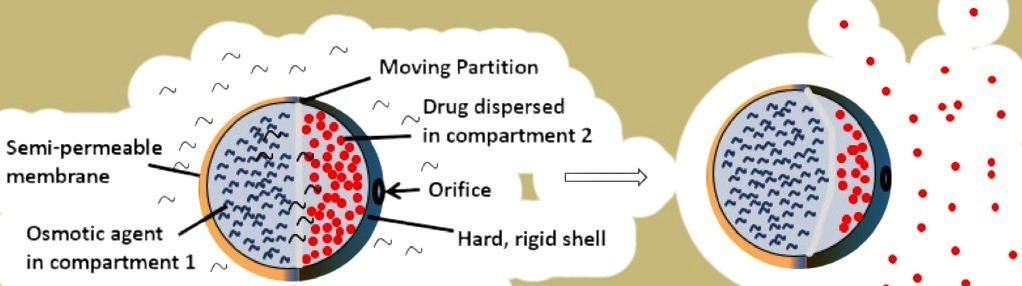 Moving Partition
Drug dispersed
in compartment 2
Semi-permeable
membrane
Orifice
Osmotic agent
in compartment 1
Hard, rigid shell